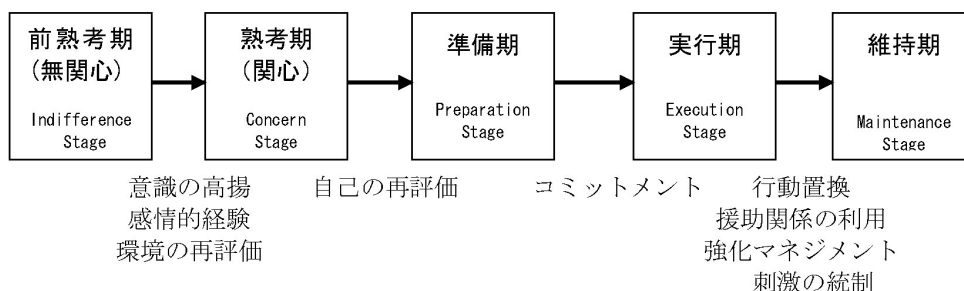 前熟考期
(無関心)
Indifference
Stage
熟考期
(関心)
Concern
Stage
準備期
Preparation
Stage
実行期
Execution
Stage
維持期
Maintenance
Stage
意識の高揚
感情的経験
環境の再評価
自己の再評価
コミットメント
行動置換
援助関係の利用
強化マネジメント
刺激の統制